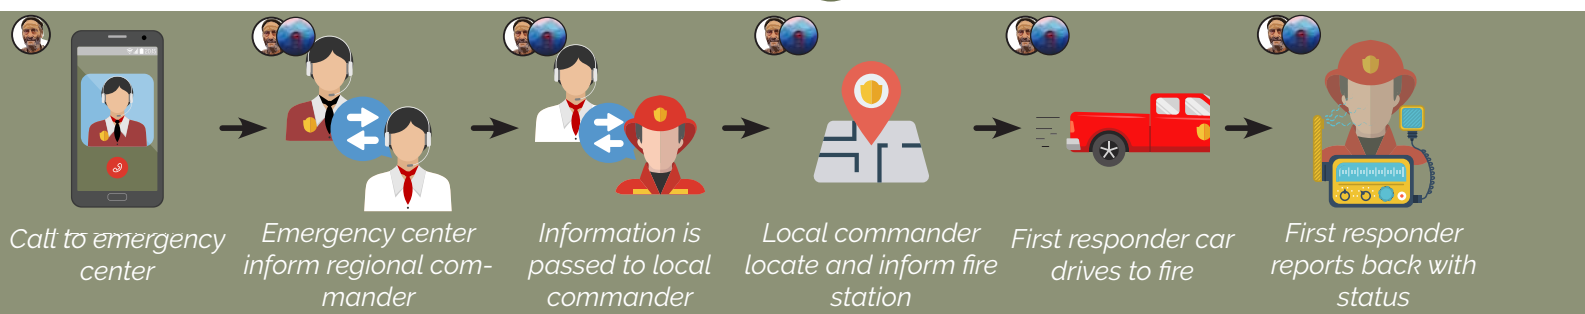 Call to emergency
center
Emergency center
inform regional com-
mander
Information is
passed to local
commander
Local commander
locate and inform fire
station
First responder car
drives to fire
First responder
reports back with
status